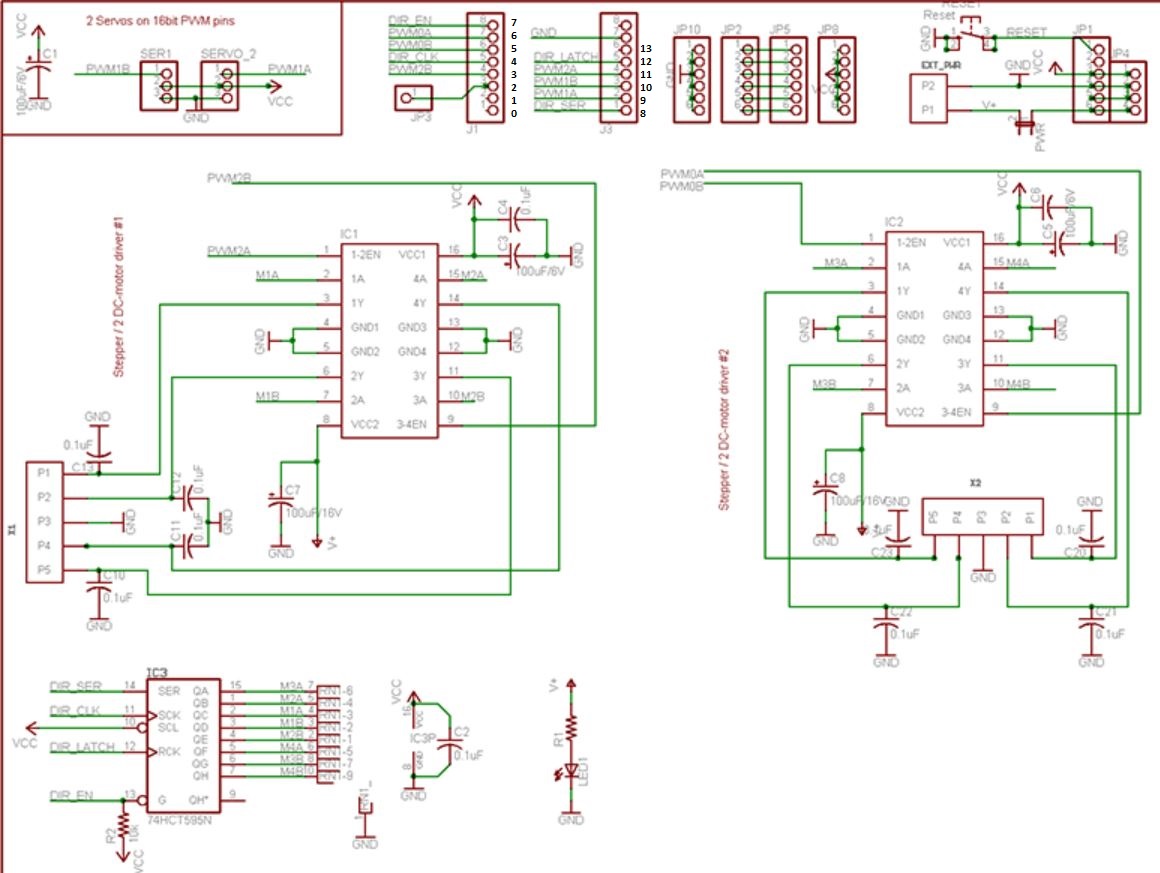 2 Servos on 16bit PWM pins
VCC
C1
100uF/6V
GND
SER1
SERVO_2
PWM1B
PWM1A
1
2
3
1
2
3
VCC
GND
DIR_EN
PWM0A
PWM0B
DIR_CLK
PWM2B
1
JP3
8
7
6
5
4
3
2
1
J1
7
6
5
4
3
2
1
0
GND
DIR_LATCH
PWM2A
PWM1B
PWM1A
DIR_SER
J3
13
12
11
10
9
8
JP10
GND
JP2
JP5
JP8
VCC
RESET
Reset
GND
RESET
JP1
JP4
EXT_PWR
P2
P1
GND
VCC
V+
PWR
Stepper / 2 DC-motor driver #1
PWM2B
VCC
C4
0.1uF
C3
100uF/6V
GND
IC1
PWM2A
1
1-2EN
VCC1
16
M1A
2
1A
4A
15
M2A
3
1Y
4Y
14
GND
4
GND1
GND3
13
GND
5
GND2
GND4
12
6
2Y
3Y
11
M1B
7
2A
3A
10
M2B
8
VCC2
3-4EN
9
GND
0.1uF
C13
X1
P1
P2
P3
P4
P5
GND
C12
0.1uF
C11
0.1uF
GND
C10
0.1uF
GND
C7
100uF/16V
GND
V+
Stepper / 2 DC-motor driver #2
PWM0A
PWM0B
VCC
C6
C5
100uF/6V
GND
IC2
1
1-2EN
VCC1
16
M3A
2
1A
4A
15
M4A
3
1Y
4Y
14
GND
4
GND1
GND3
13
GND
5
GND2
GND4
12
6
2Y
3Y
11
M3B
7
2A
3A
10
M4B
8
VCC2
3-4EN
9
C8
100uF/16V
GND
V+
GND
C23
X2
P5
P4
P3
P2
P1
GND
GND
0.1uF
C20
C22
0.1uF
GND
C21
0.1uF
GND
IC3
DIR_SER
14
SER
QA
15
M3A
7
RN1-6
QB
1
M2A
5
RN1-4
DIR_CLK
11
SCK
QC
2
M1A
4
RN1-3
VCC
10
SCL
QD
3
M1B
3
RN1-2
QE
4
M2B
2
RN1-1
DIR_LATCH
12
RCK
QF
5
M4A
6
RN1-5
QG
6
M3B
8
RN1-7
QH
7
M4B
10
RN1-9
DIR_EN
13
G
QH*
9
74HCT595N
R2
10k
VCC
1
RN1_
GND
VCC
16
VCC
IC3P
GND
8
GND
C2
0.1uF
V+
R1
LED1
GND